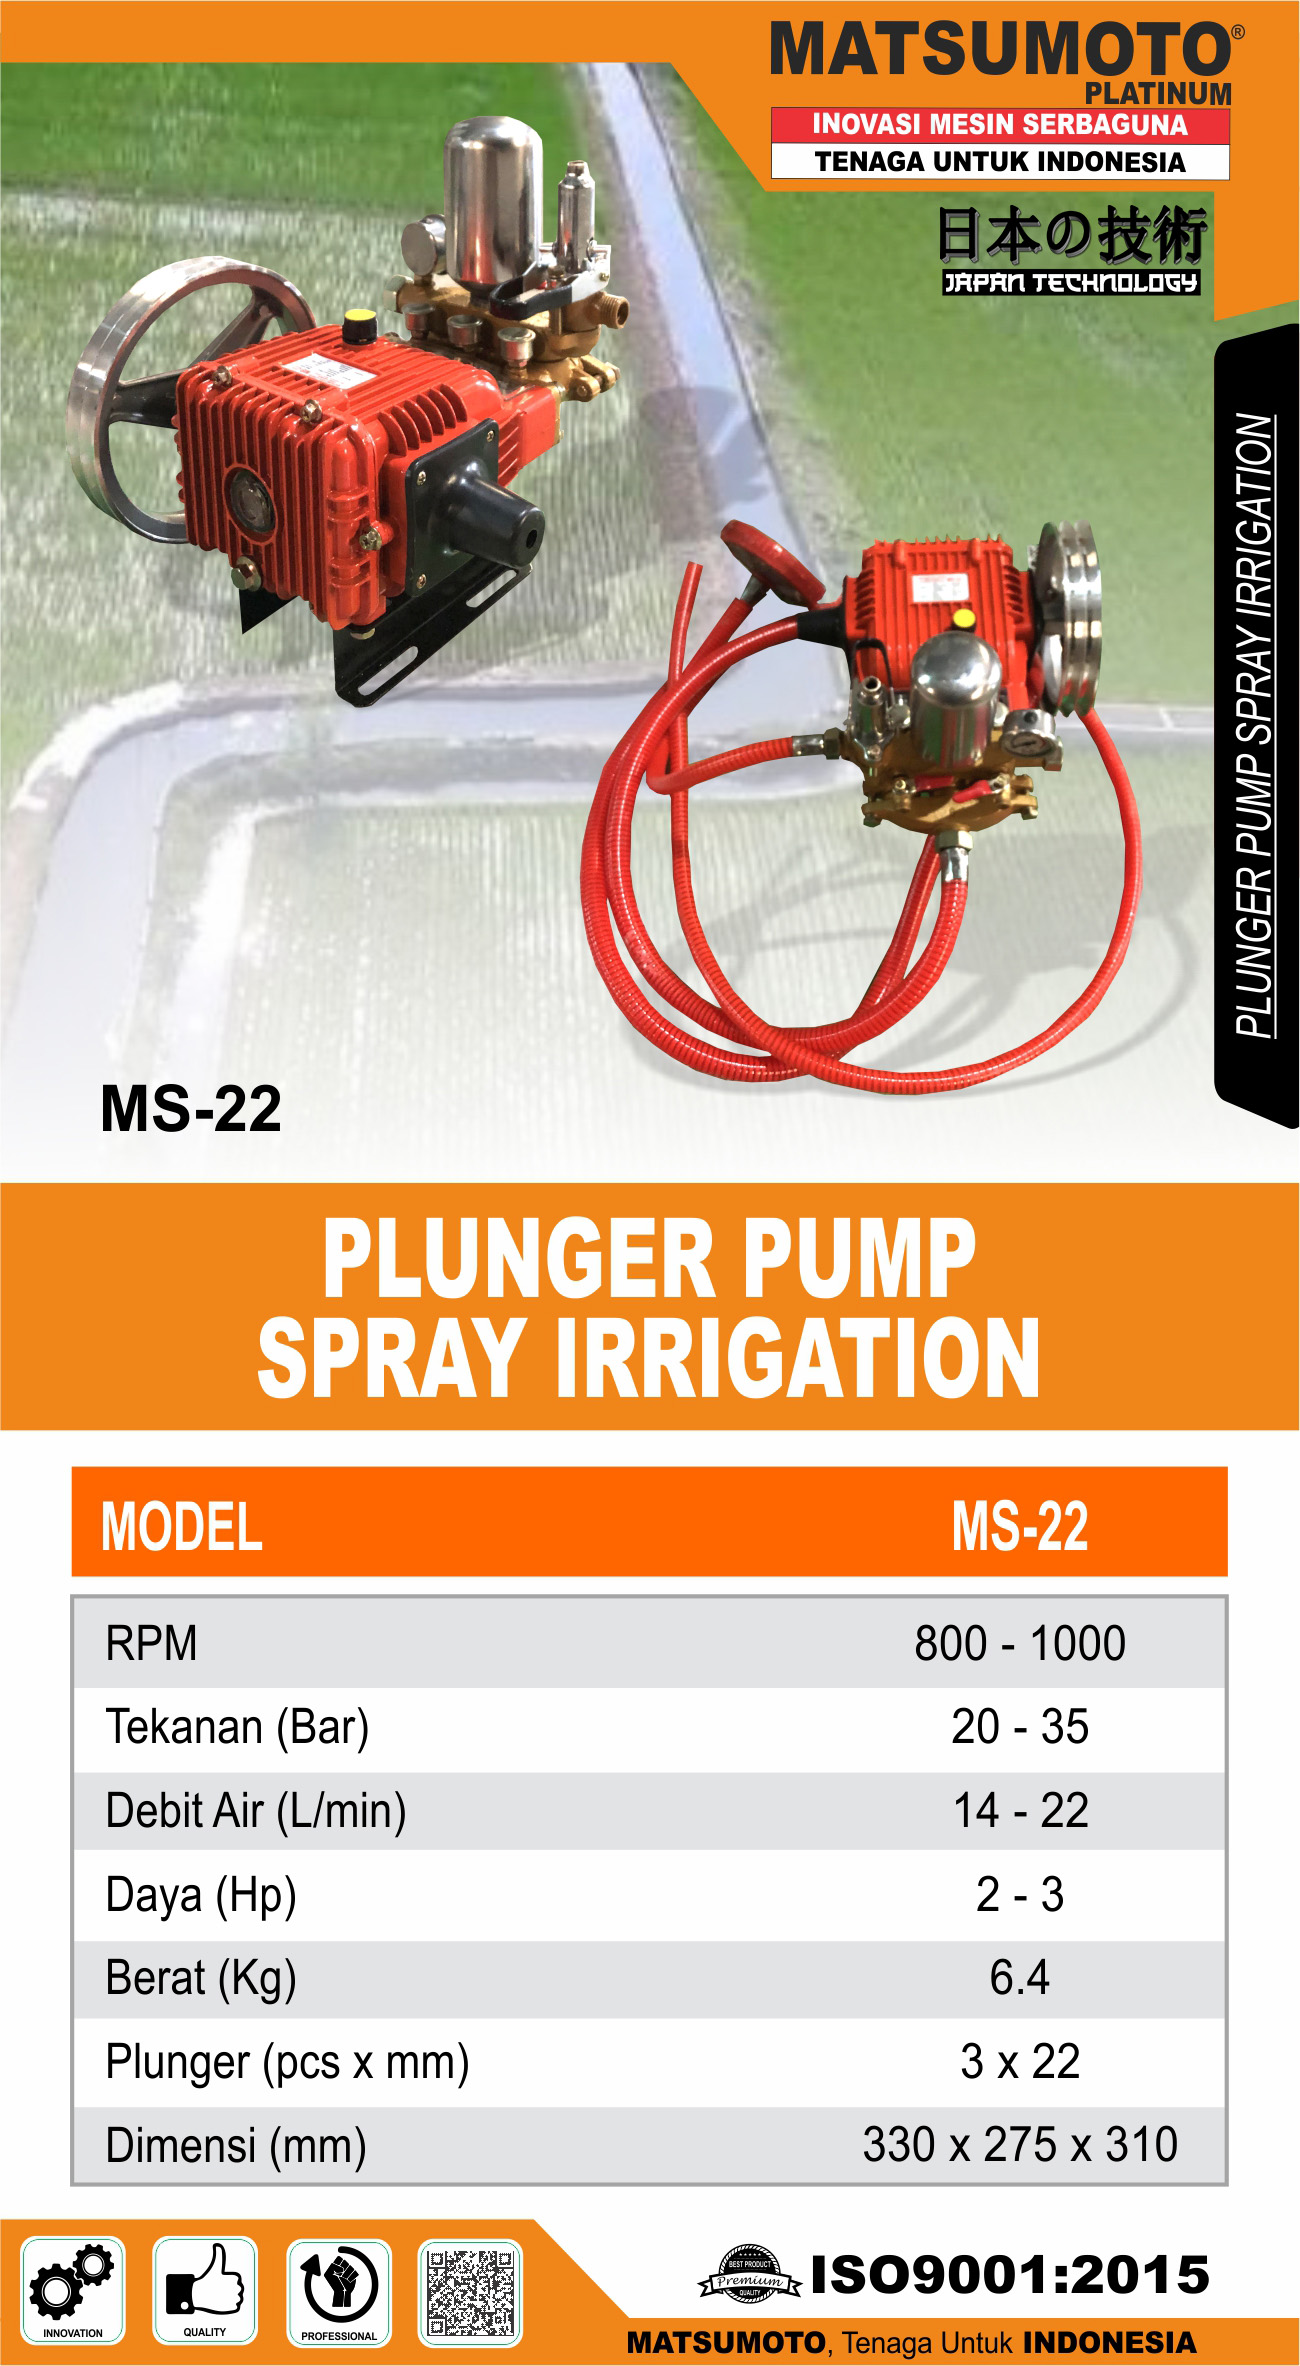 MATSUMOTO®
PLATINUM
INOVASI MESIN SERBAGUNA
TENAGA UNTUK INDONESIA
日本の技術
JAPAN TECHNOLOGY
PLUNGER PUMP SPRAY IRRIGATION
MS-22
PLUNGER PUMP
SPRAY IRRIGATION
MODEL MS-22
RPM 800 - 1000
Tekanan (Bar) 20 - 35
Debit Air (L/min) 14 - 22
Daya (Hp) 2 - 3
Berat (Kg) 6.4
Plunger (pcs x mm) 3 x 22
Dimensi (mm) 330 x 275 x 310
INNOVATION
QUALITY
PROFESSIONAL
BEST PRODUCT
Premium
QUALITY
ISO9001:2015
MATSUMOTO, Tenaga Untuk INDONESIA